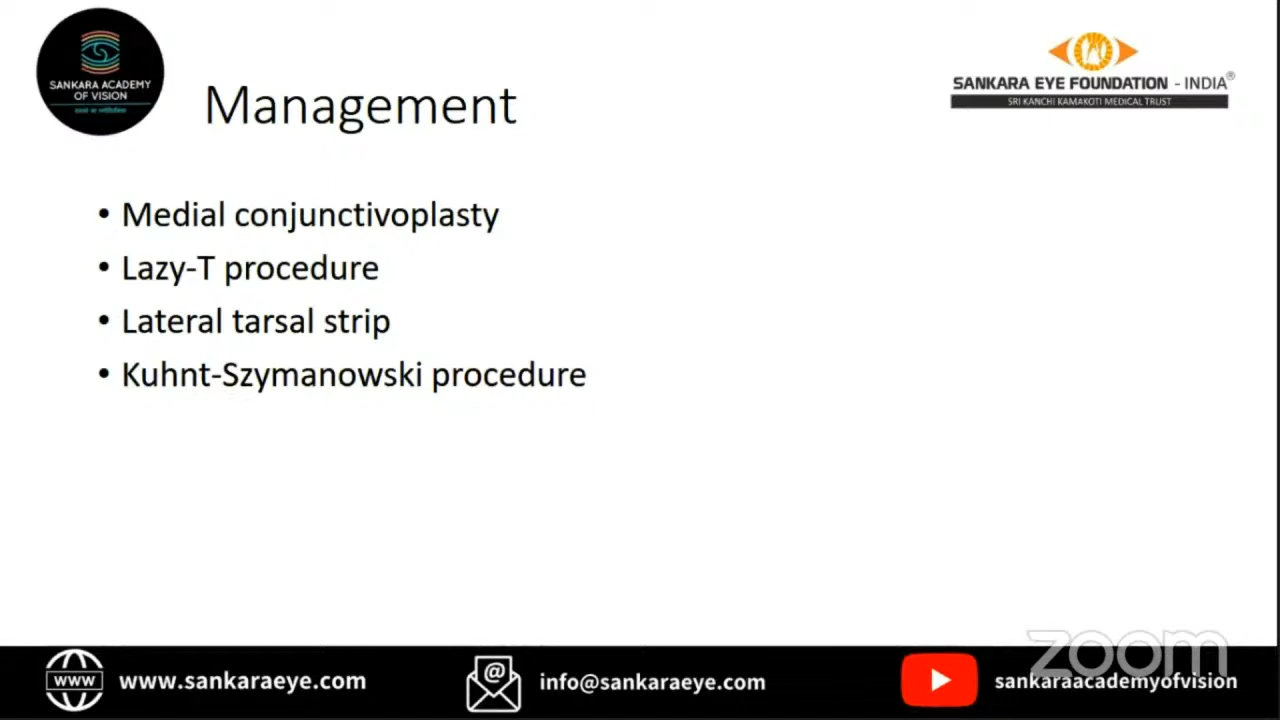 SANKARA ACADEMY
OF VISION
Management
SANKARA EYE FOUNDATION - INDIA®
SRI KANCHI KAMAKOTI MEDICAL TRUST
• Medial conjunctivoplasty
• Lazy-T procedure
• Lateral tarsal strip
• Kuhnt-Szymanowski procedure
zoom
www www.sankaraeye.com
@ info@sankaraeye.com
sankaraacademyofvision